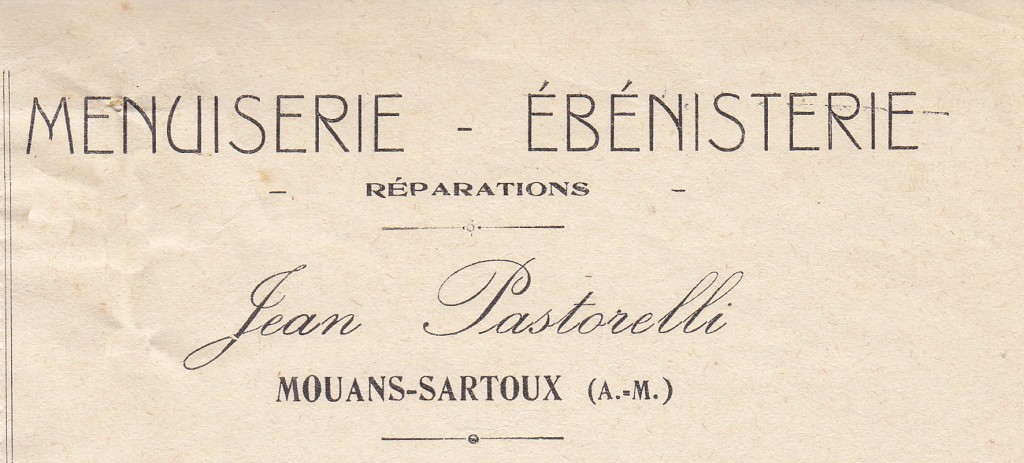 MENUISERIE - ÉBÉNISTERIE
- RÉPARATIONS -
Jean Pastorelli
MOUANS-SARTOUX (A.=M.)